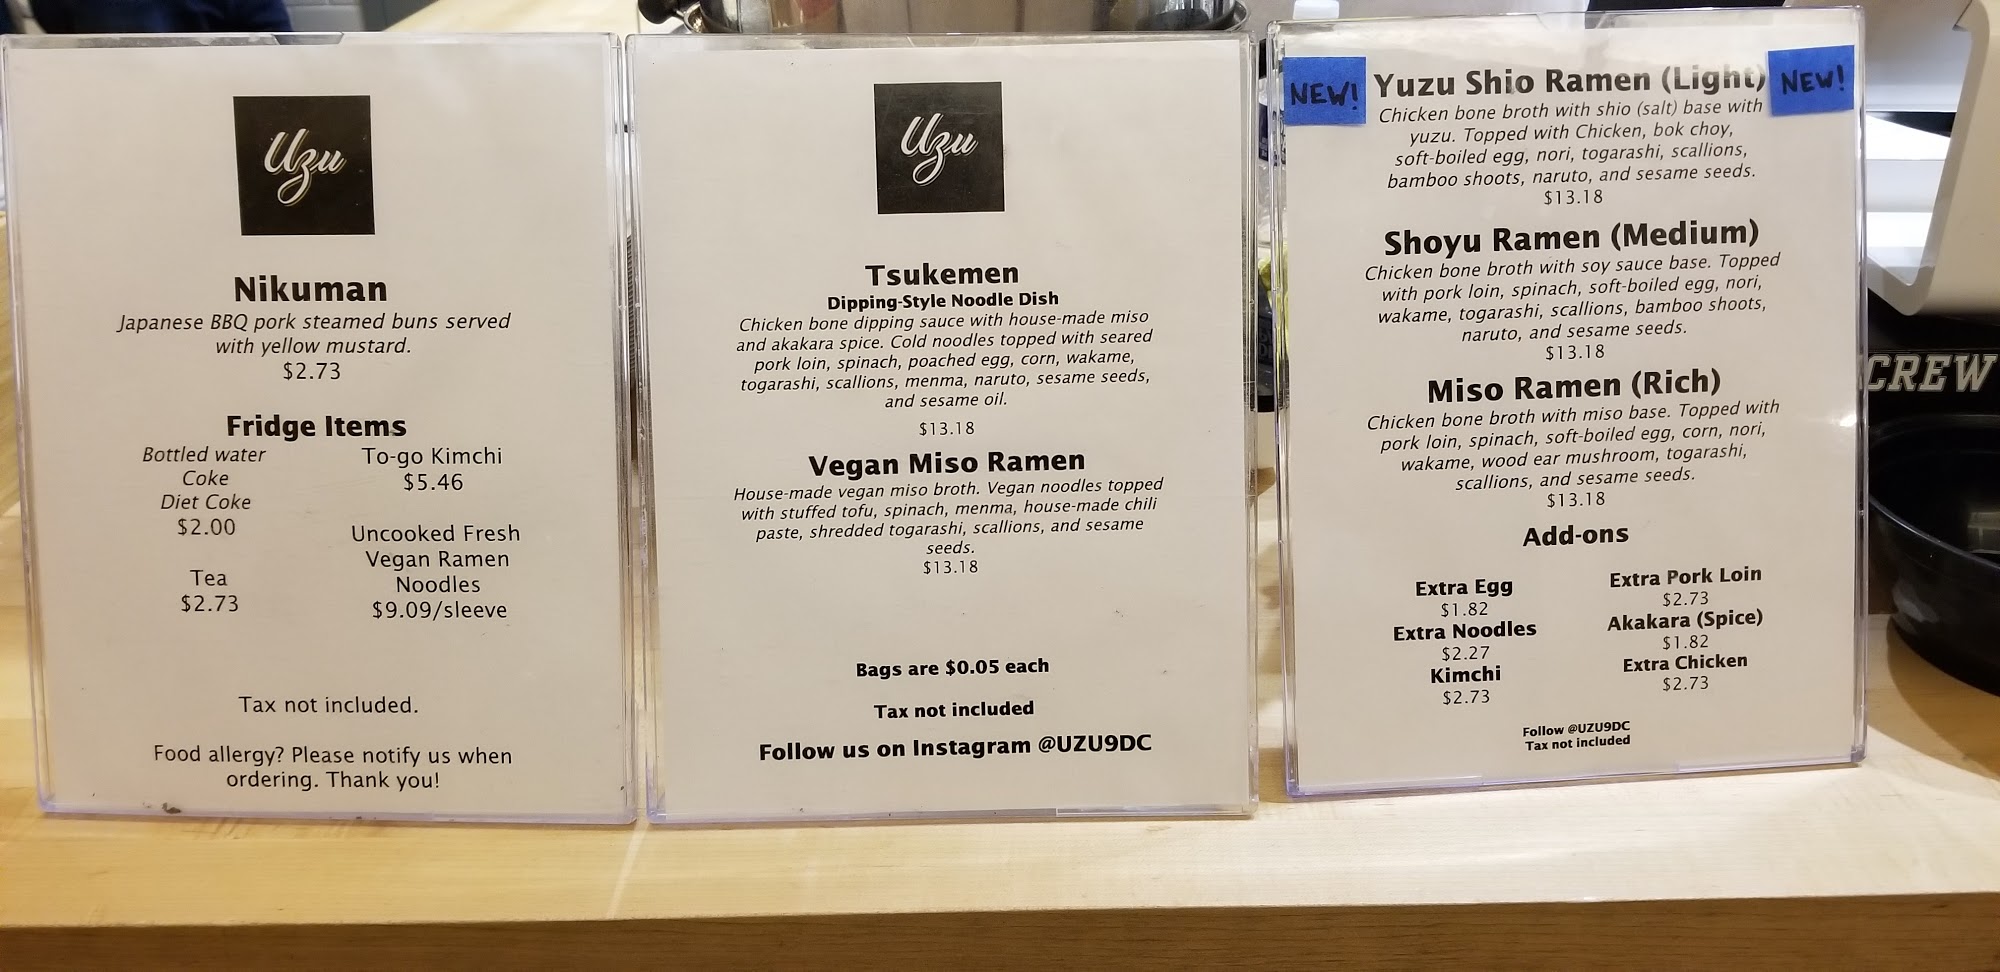 Uzu
Nikuman
Japanese BBQ pork steamed buns served
with yellow mustard.
$2.73
Fridge Items
Bottled water
Coke
Diet Coke
$2.00
Tea
$2.73
To-go Kimchi
$5.46
Uncooked Fresh
Vegan Ramen
Noodles
$9.09/sleeve
Tax not included.
Food allergy? Please notify us when
ordering. Thank you!
Uzu
Tsukemen
Dipping-Style Noodle Dish
Chicken bone dipping sauce with house-made miso
and akakara spice. Cold noodles topped with seared
pork loin, spinach, poached egg, corn, wakame,
togarashi, scallions, menma, naruto, sesame seeds,
and sesame oil.
$13.18
Vegan Miso Ramen
House-made vegan miso broth. Vegan noodles topped
with stuffed tofu, spinach, menma, house-made chili
paste, shredded togarashi, scallions, and sesame
seeds.
$13.18
Bags are $0.05 each
Tax not included
Follow us on Instagram @UZU9DC
NEW! Yuzu Shio Ramen (Light) NEW!
Chicken bone broth with shio (salt) base with
yuzu. Topped with Chicken, bok choy,
soft-boiled egg, nori, togarashi, scallions,
bamboo shoots, naruto, and sesame seeds.
$13.18
Shoyu Ramen (Medium)
Chicken bone broth with soy sauce base. Topped
with pork loin, spinach, soft-boiled egg, nori,
wakame, togarashi, scallions, bamboo shoots,
naruto, and sesame seeds.
$13.18
Miso Ramen (Rich)
Chicken bone broth with miso base. Topped with
pork loin, spinach, soft-boiled egg, corn, nori,
wakame, wood ear mushroom, togarashi,
scallions, and sesame seeds.
$13.18
Add-ons
Extra Egg
$1.82
Extra Noodles
$2.27
Kimchi
$2.73
Extra Pork Loin
$2.73
Akakara (Spice)
$1.82
Extra Chicken
$2.73
Follow @UZU9DC
Tax not included
CREW